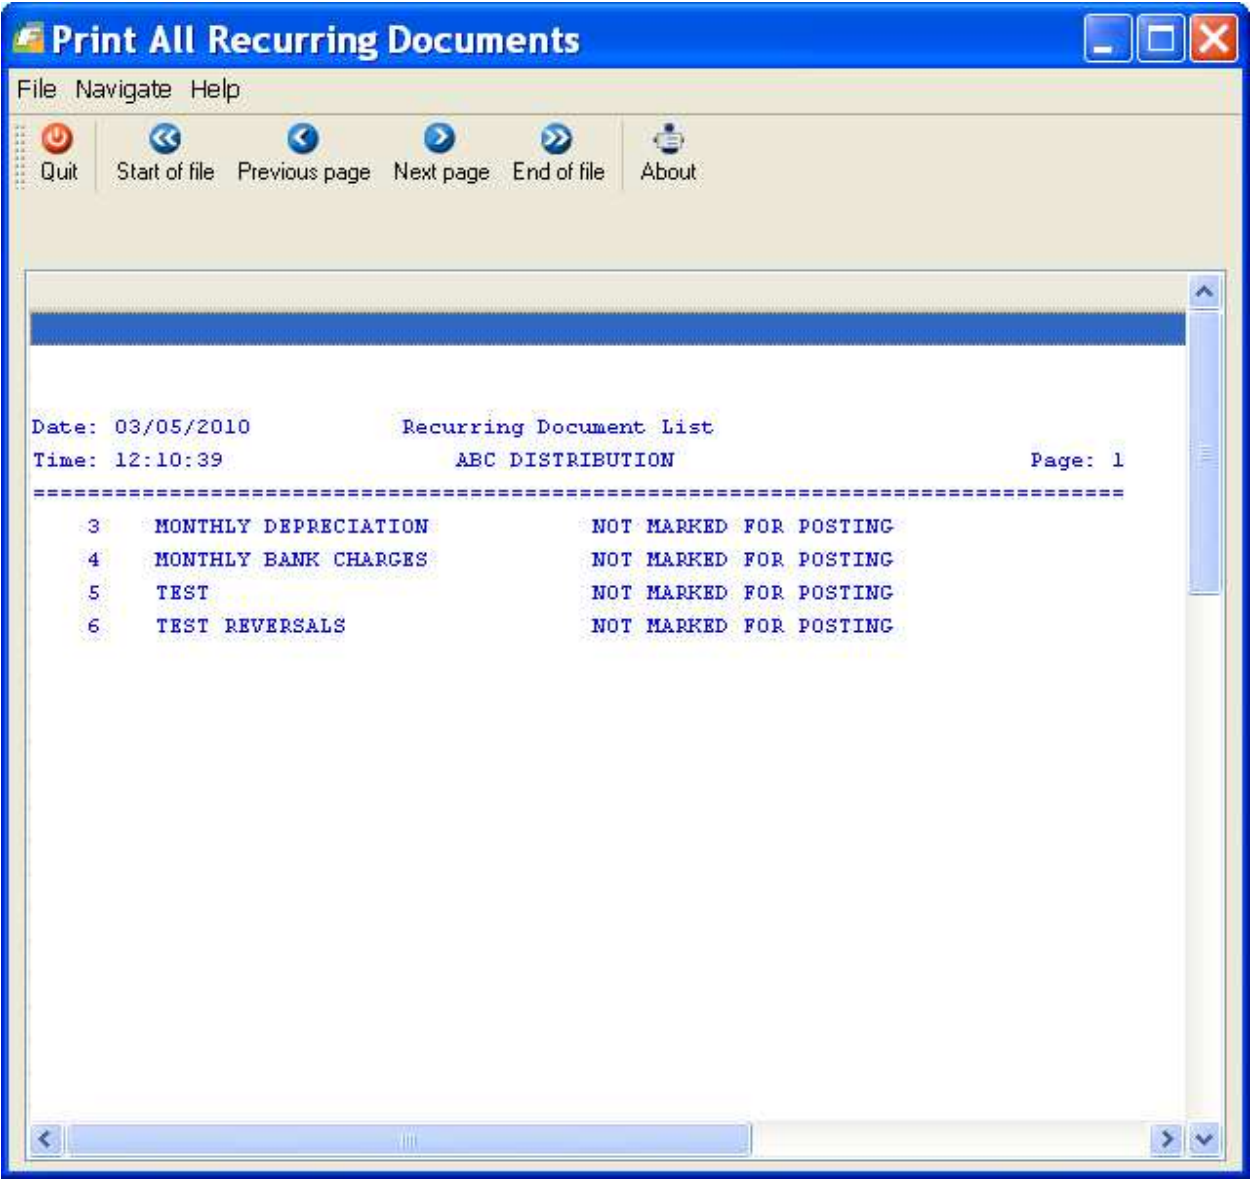 Print All Recurring Documents
File Navigate Help
Quit Start of file Previous page Next page End of file About
Date: 03/05/2010 Recurring Document List
Time: 12:10:39 ABC DISTRIBUTION Page: 1
================================================================================
3 MONTHLY DEPRECIATION NOT MARKED FOR POSTING
4 MONTHLY BANK CHARGES NOT MARKED FOR POSTING
5 TEST NOT MARKED FOR POSTING
6 TEST REVERSALS NOT MARKED FOR POSTING